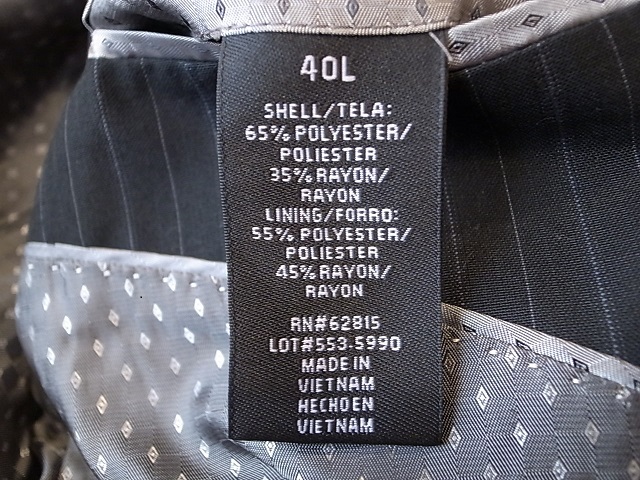 40L
SHELL/TELA:
65% POLYESTER/
POLIESTER
35% RAYON/
RAYON
LINING/FORRO:
55% POLYESTER/
POLIESTER
45% RAYON/
RAYON
RN#62815
LOT#553-5990
MADE IN
VIETNAM
HECHO EN
VIETNAM